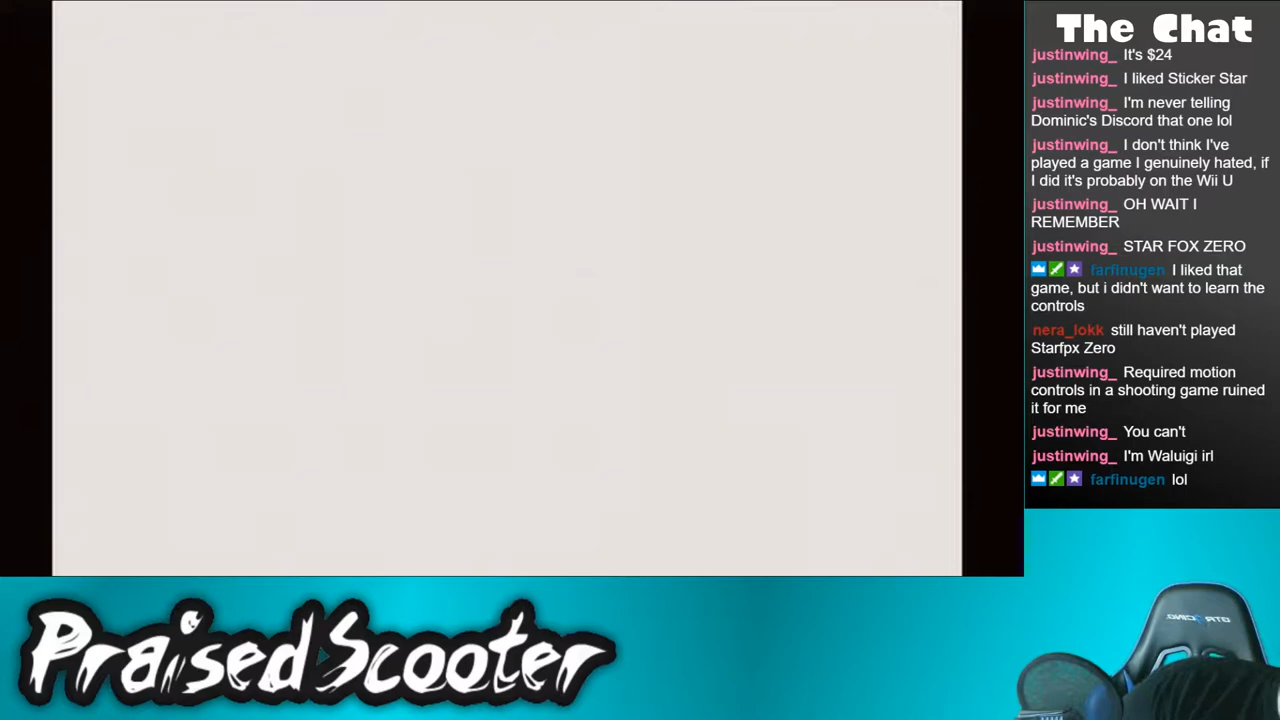 The Chat
justinwing_ It's $24
justinwing_ I liked Sticker Star
justinwing_ I'm never telling
Dominic's Discord that one lol
justinwing_ I don't think I've
played a game I genuinely hated, if
I did it's probably on the Wii U
justinwing_ OH WAIT I
REMEMBER
justinwing_ STAR FOX ZERO
farfinugen I liked that
game, but i didn't want to learn the
controls
nera_lokk still haven't played
Starfpx Zero
justinwing_ Required motion
controls in a shooting game ruined
it for me
justinwing_ You can't
justinwing_ I'm Waluigi irl
farfinugen lol
PraisedScooter
GTRACING